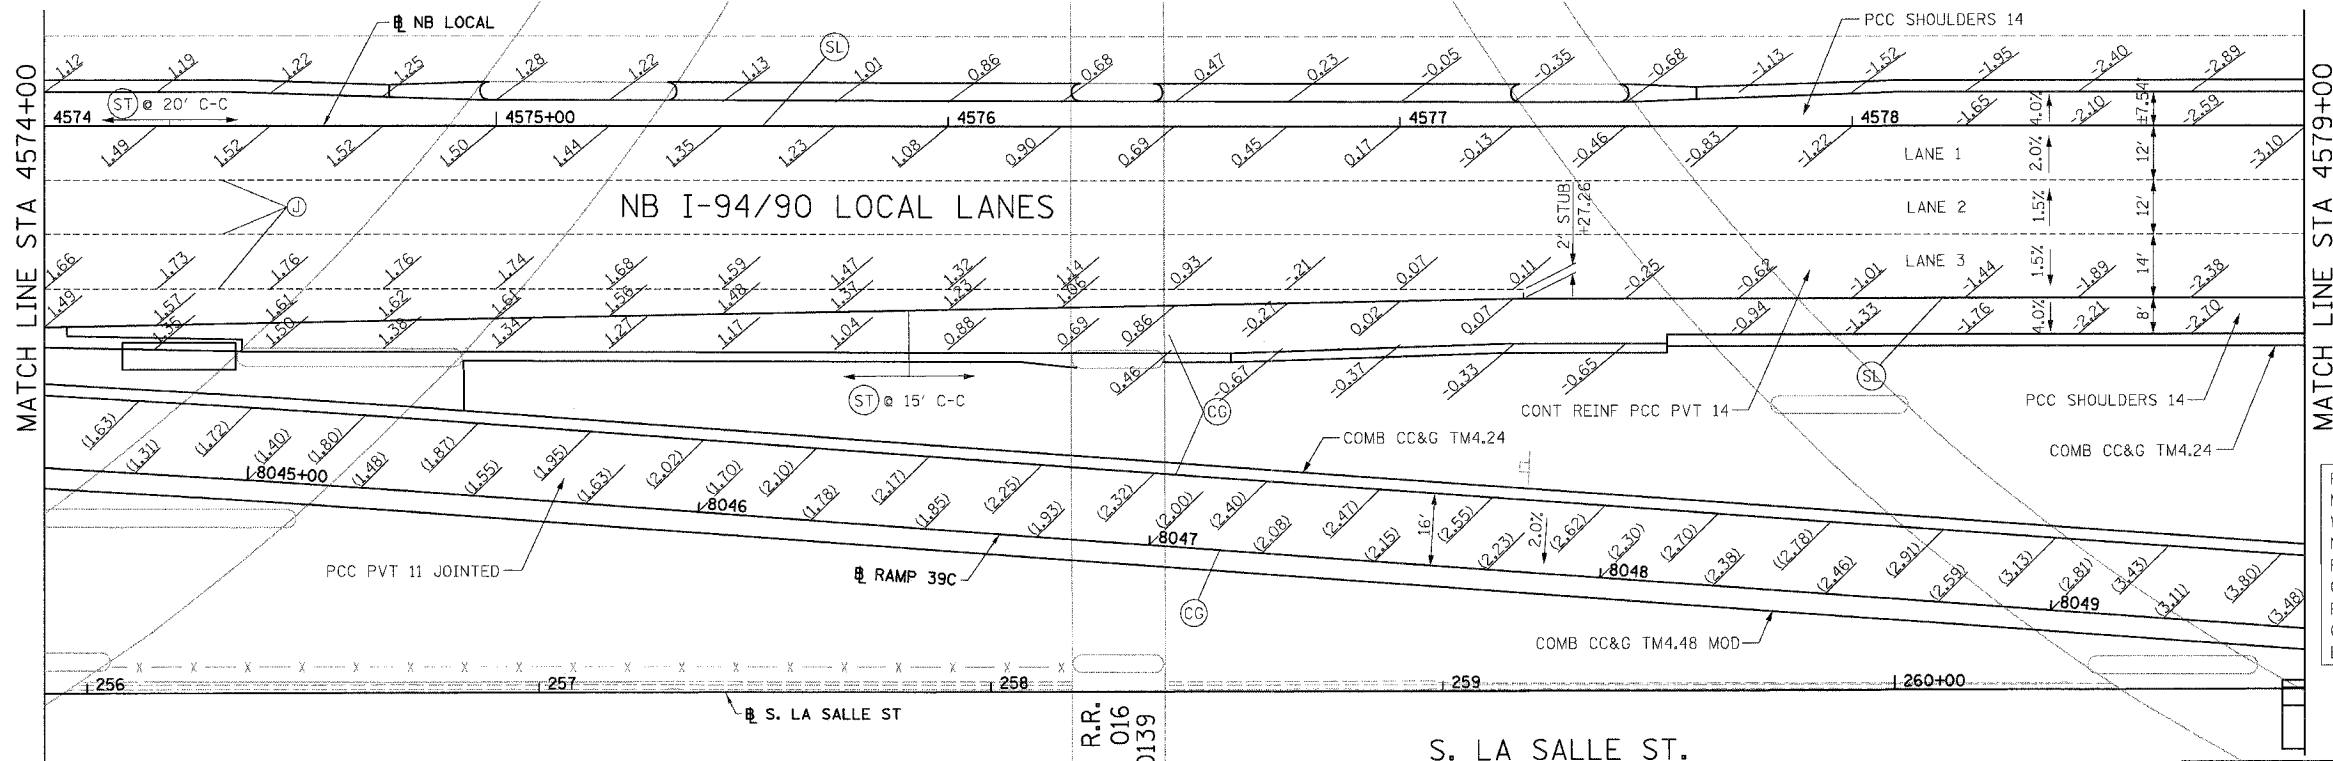 MATCH LINE STA 4574+00
MATCH LINE STA 4579+00
℄ NB LOCAL
SL
PCC SHOULDERS 14
1.12 1.19 1.22 1.25 1.28 1.22 1.13 1.01 0.86 0.68 0.47 0.23 -0.05 -0.35 -0.68 -1.13 -1.52 -1.95 -2.40 -2.89
ST @ 20' C-C
4574 4575+00 4576 4577 4578
-1.65 -2.10 -2.59
4.0% ±7.54'
1.49 1.52 1.52 1.50 1.44 1.35 1.23 1.08 0.90 0.69 0.45 0.17 -0.13 -0.46 -0.83 -1.22 -3.10
LANE 1 2.0% 12'
J
NB I-94/90 LOCAL LANES
2' STUB
+27.26
LANE 2 1.5% 12'
LANE 3 1.5% 14'
1.66 1.73 1.76 1.76 1.74 1.68 1.59 1.47 1.32 1.14 0.93 -.21 0.07 0.11 -0.25 -0.62 -1.01 -1.44 -1.89 -2.38
1.49 1.57 1.61 1.62 1.61 1.56 1.48 1.37 1.23 1.06
1.35 1.50 1.38 1.34 1.27 1.17 1.04 0.88 0.69 0.86 -0.27 0.02 0.07 -0.94 -1.33 -1.76 -2.21 -2.70
4.0% 8'
0.46 -0.67 -0.37 -0.33 -0.65
SL
ST @ 15' C-C
CG
CONT REINF PCC PVT 14
PCC SHOULDERS 14
COMB CC&G TM4.24
COMB CC&G TM4.24
(1.63) (1.72) (1.80) (1.87) (1.95) (2.02) (2.10) (2.17) (2.25) (2.32) (2.40) (2.47) (2.55) (2.62) (2.70) ((2.78) (2.91) (3.13) (3.43) (3.80)
(1.31) (1.40) (1.48) (1.55) (1.63) (1.70) (1.78) (1.85) (1.93) (2.00) (2.08) (2.15) (2.23) (2.30) (2.38) (2.46) (2.59) (2.81) (3.11) (3.48)
8045+00 8046 8047 8048 8049
16' 2.0%
PCC PVT 11 JOINTED
℄ RAMP 39C
CG
COMB CC&G TM4.48 MOD
X X X X X X X X X X X X X X
256 257 258 259 260+00
℄ S. LA SALLE ST
R.R.
016
0139
S. LA SALLE ST.